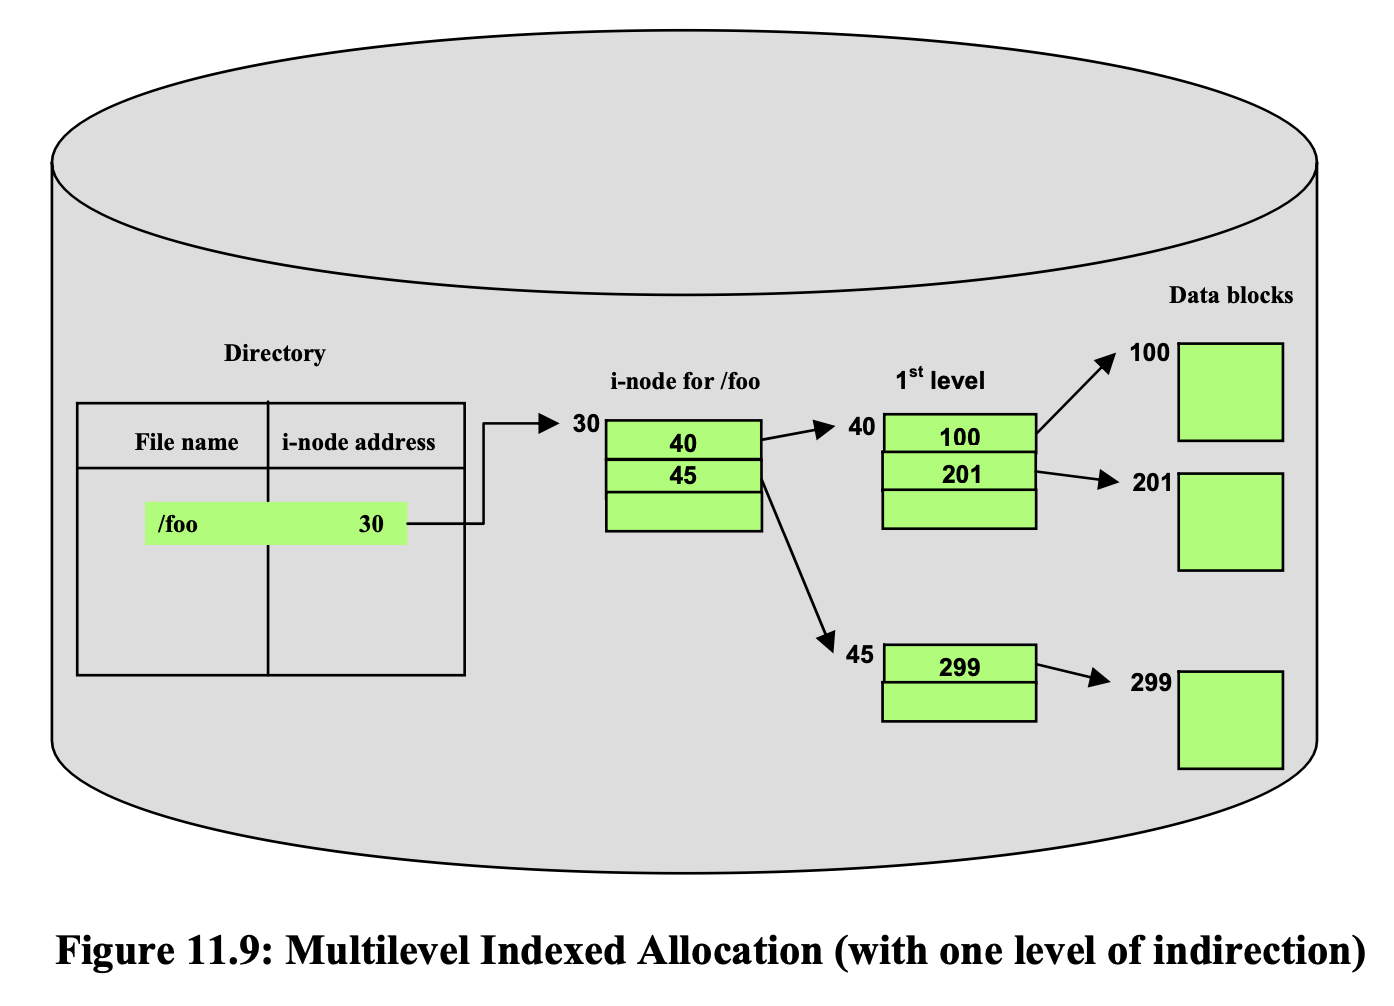 Data blocks
Directory
i-node for /foo
1st level
File name
i-node address
/foo
30
30
40
45
40
100
201
45
299
100
201
299
Figure 11.9: Multilevel Indexed Allocation (with one level of indirection)